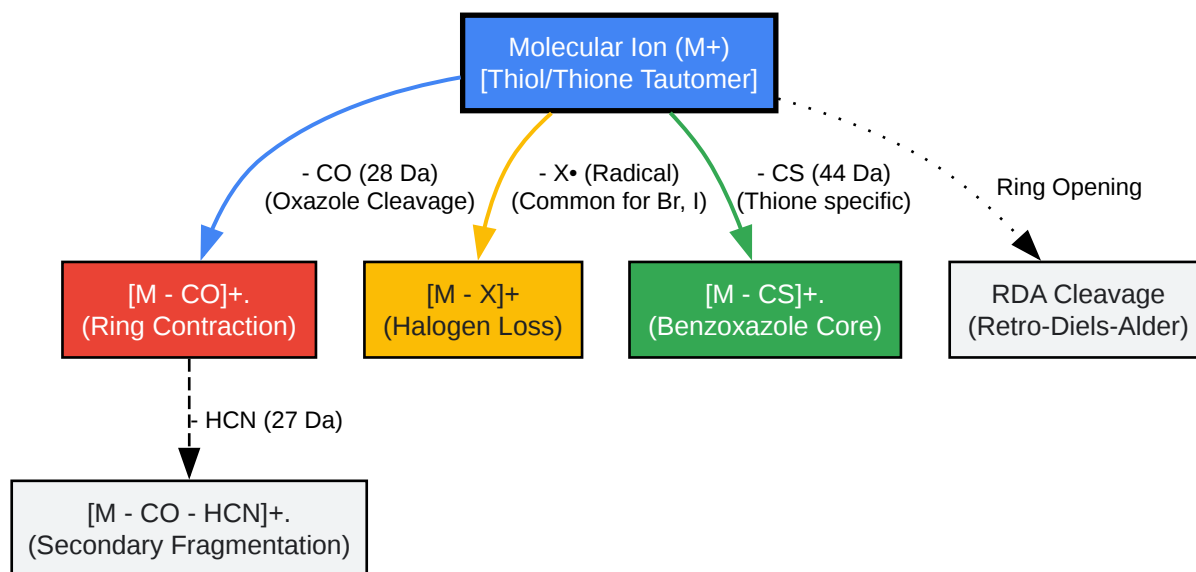 Molecular Ion (M+)
[Thiol/Thione Tautomer]
- CO (28 Da)
(Oxazole Cleavage)
- X• (Radical)
(Common for Br, I)
- CS (44 Da)
(Thione specific)
Ring Opening
[M - CO]+.
(Ring Contraction)
[M - X]+
(Halogen Loss)
[M - CS]+.
(Benzoxazole Core)
RDA Cleavage
(Retro-Diels-Alder)
- HCN (27 Da)
[M - CO - HCN]+.
(Secondary Fragmentation)